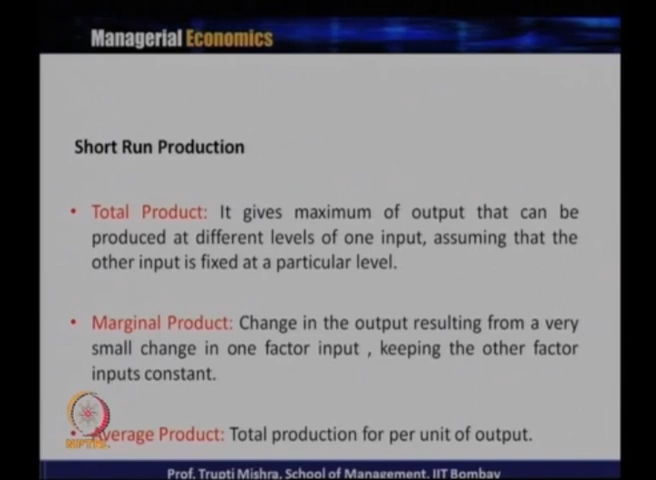 Managerial Economics
Short Run Production
• Total Product: It gives maximum of output that can be
produced at different levels of one input, assuming that the
other input is fixed at a particular level.
• Marginal Product: Change in the output resulting from a very
small change in one factor input , keeping the other factor
inputs constant.
• Average Product: Total production for per unit of output.
NPTEL
Prof. Trupti Mishra, School of Management, IIT Bombay